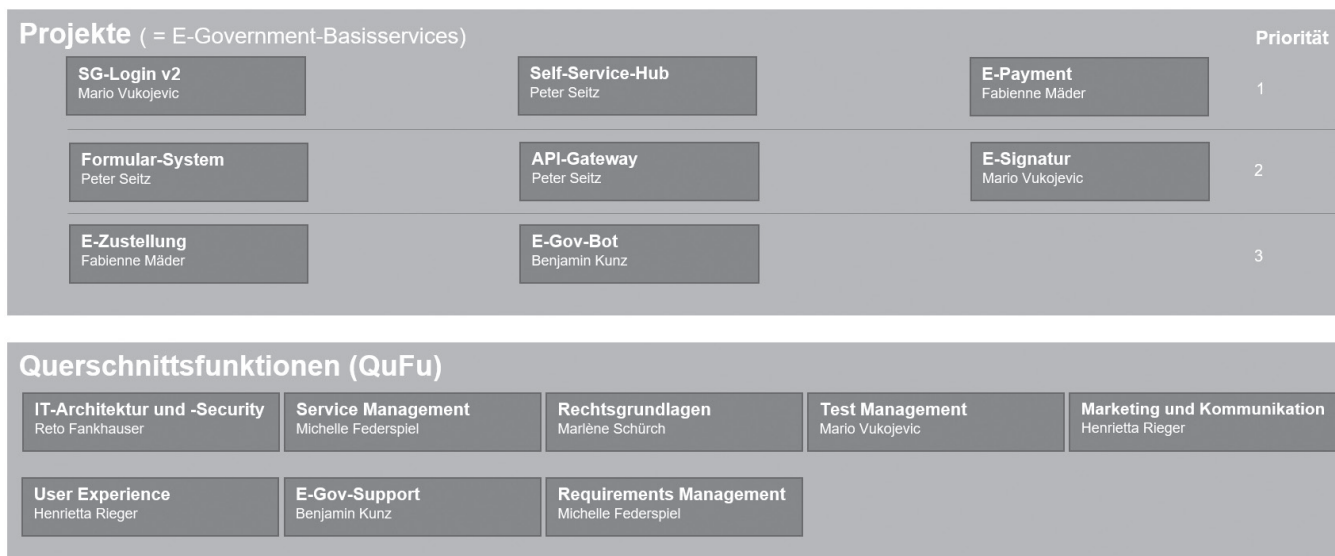 Projekte ( = E-Government-Basisservices)
Priorität
SG-Login v2
Mario Vukojevic
Self-Service-Hub
Peter Seitz
E-Payment
Fabienne Mäder
1
Formular-System
Peter Seitz
API-Gateway
Peter Seitz
E-Signatur
Mario Vukojevic
2
E-Zustellung
Fabienne Mäder
E-Gov-Bot
Benjamin Kunz
3
Querschnittsfunktionen (QuFu)
IT-Architektur und -Security
Reto Fankhauser
Service Management
Michelle Federspiel
Rechtsgrundlagen
Marlène Schürch
Test Management
Mario Vukojevic
Marketing und Kommunikation
Henrietta Rieger
User Experience
Henrietta Rieger
E-Gov-Support
Benjamin Kunz
Requirements Management
Michelle Federspiel